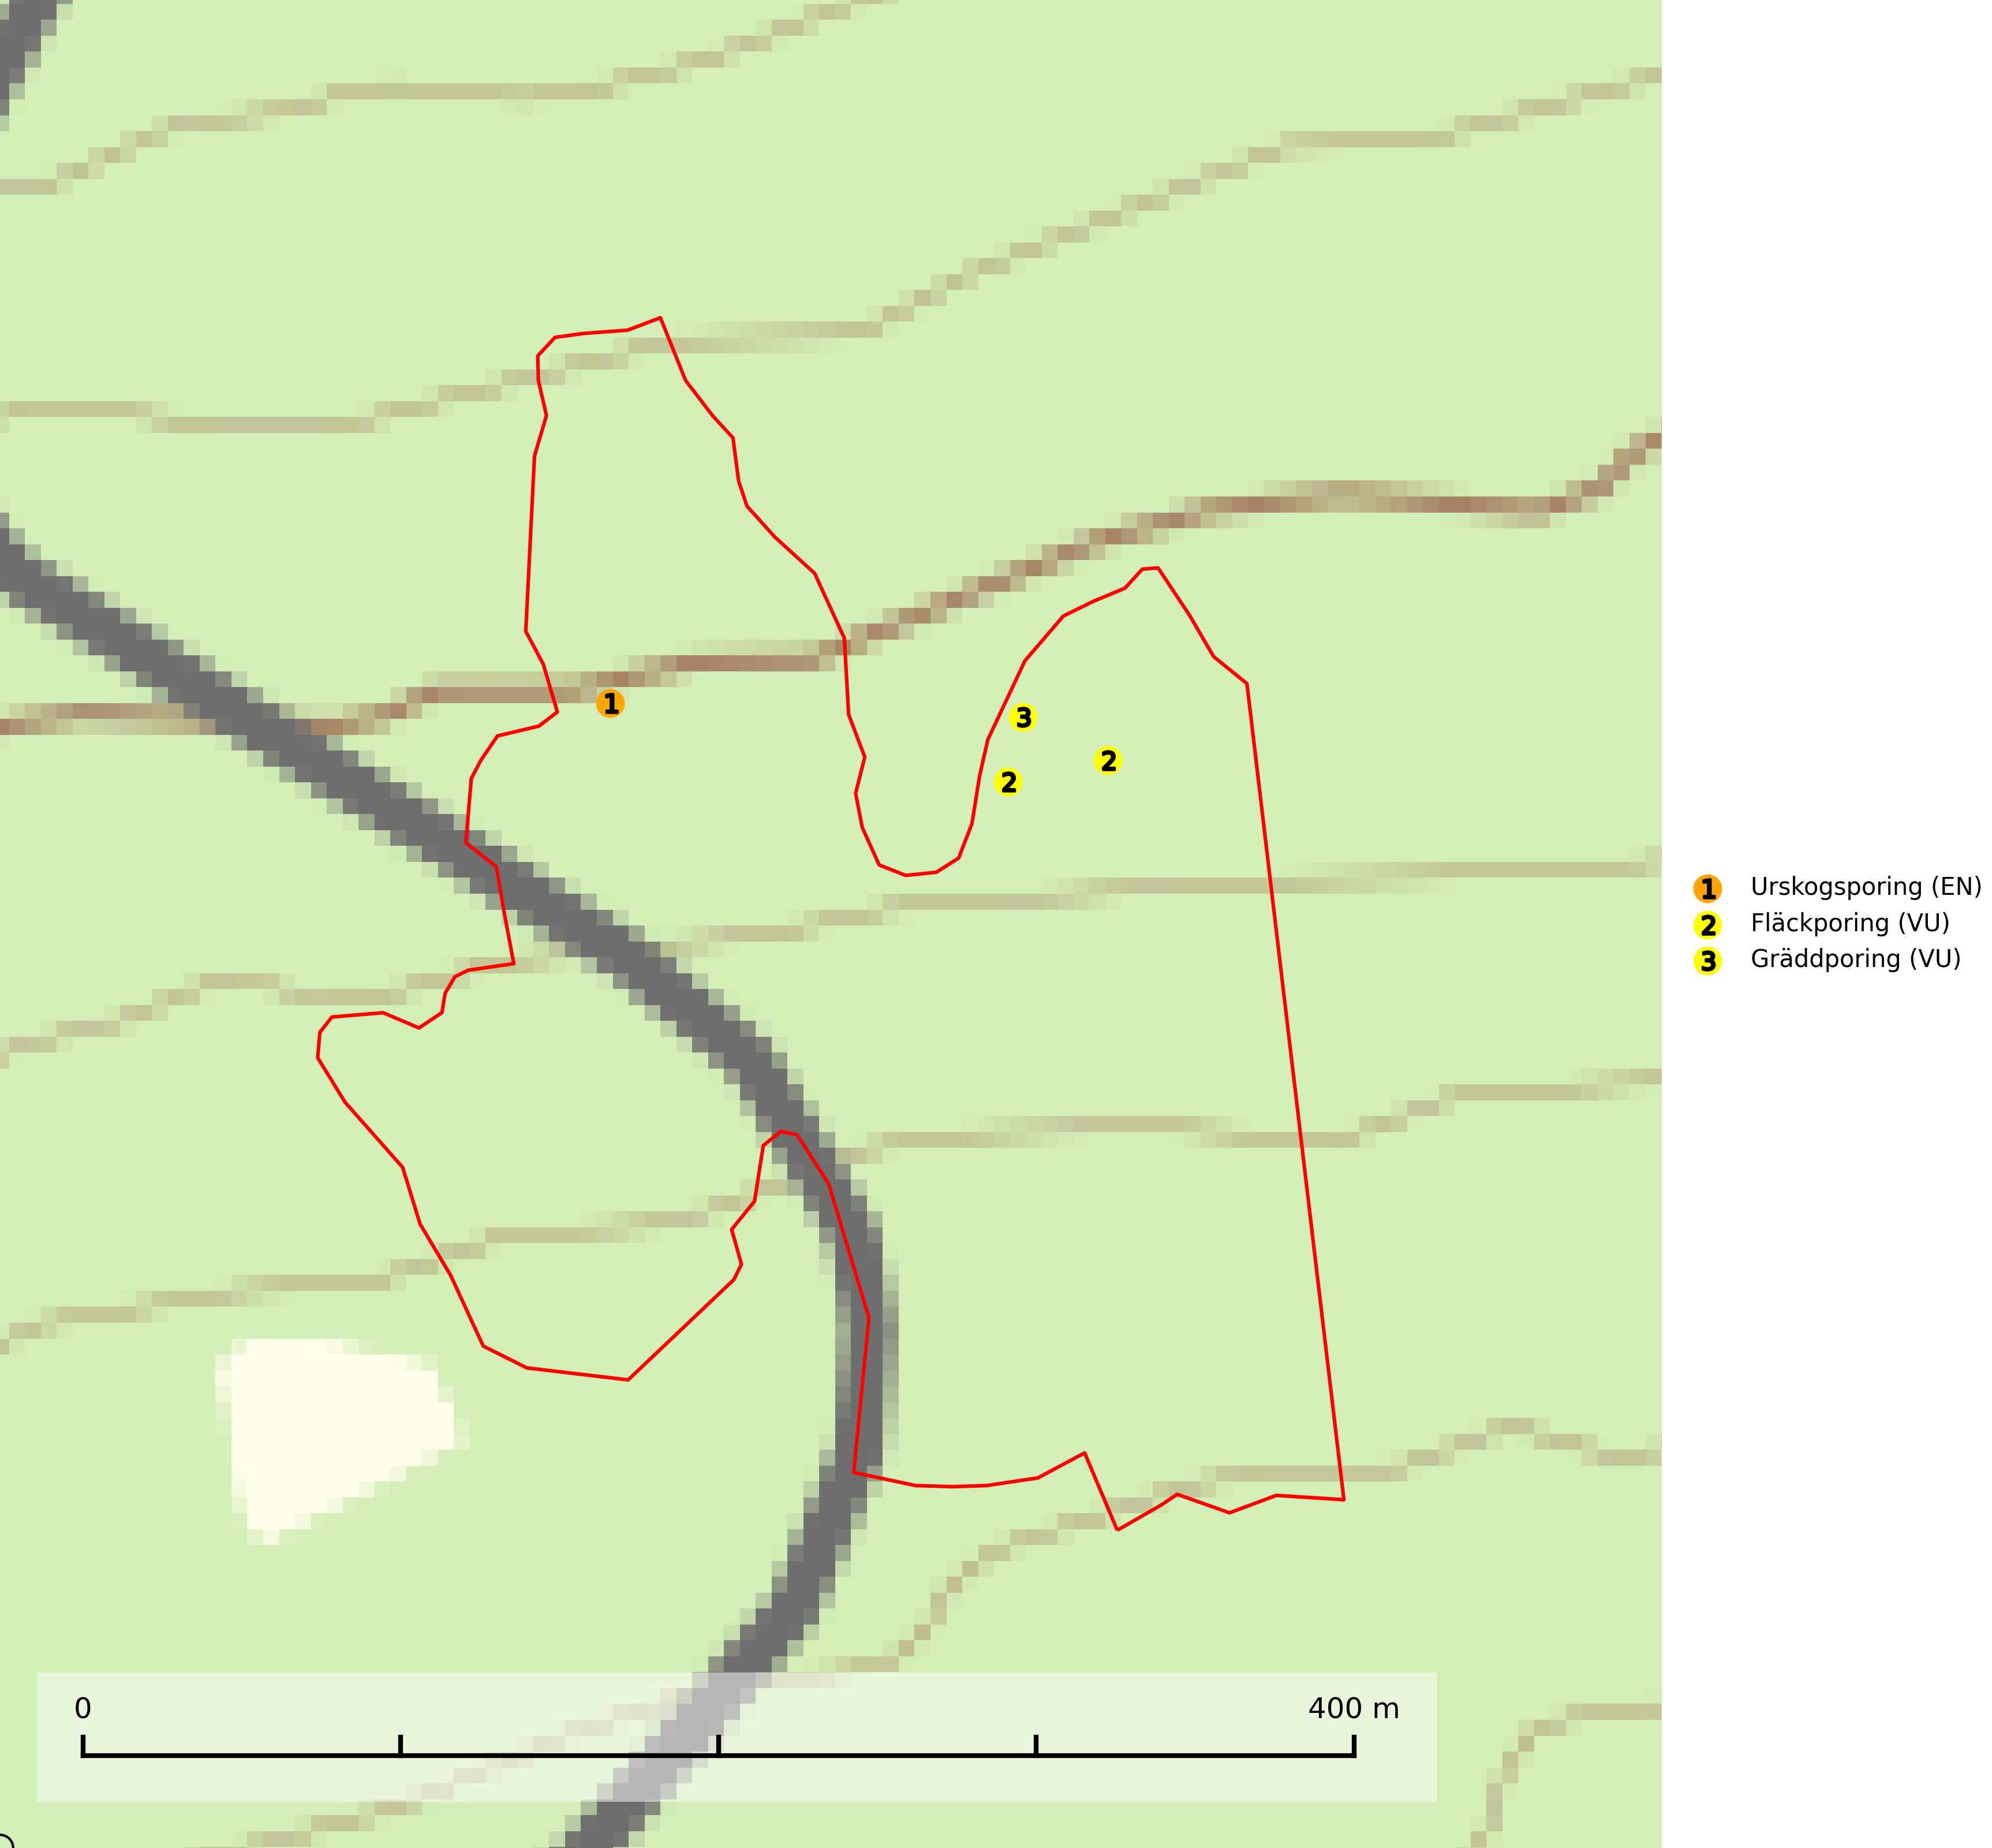 1
3
2
2
1 Urskogsporing (EN)
2 Fläckporing (VU)
3 Gräddporing (VU)
0 400 m